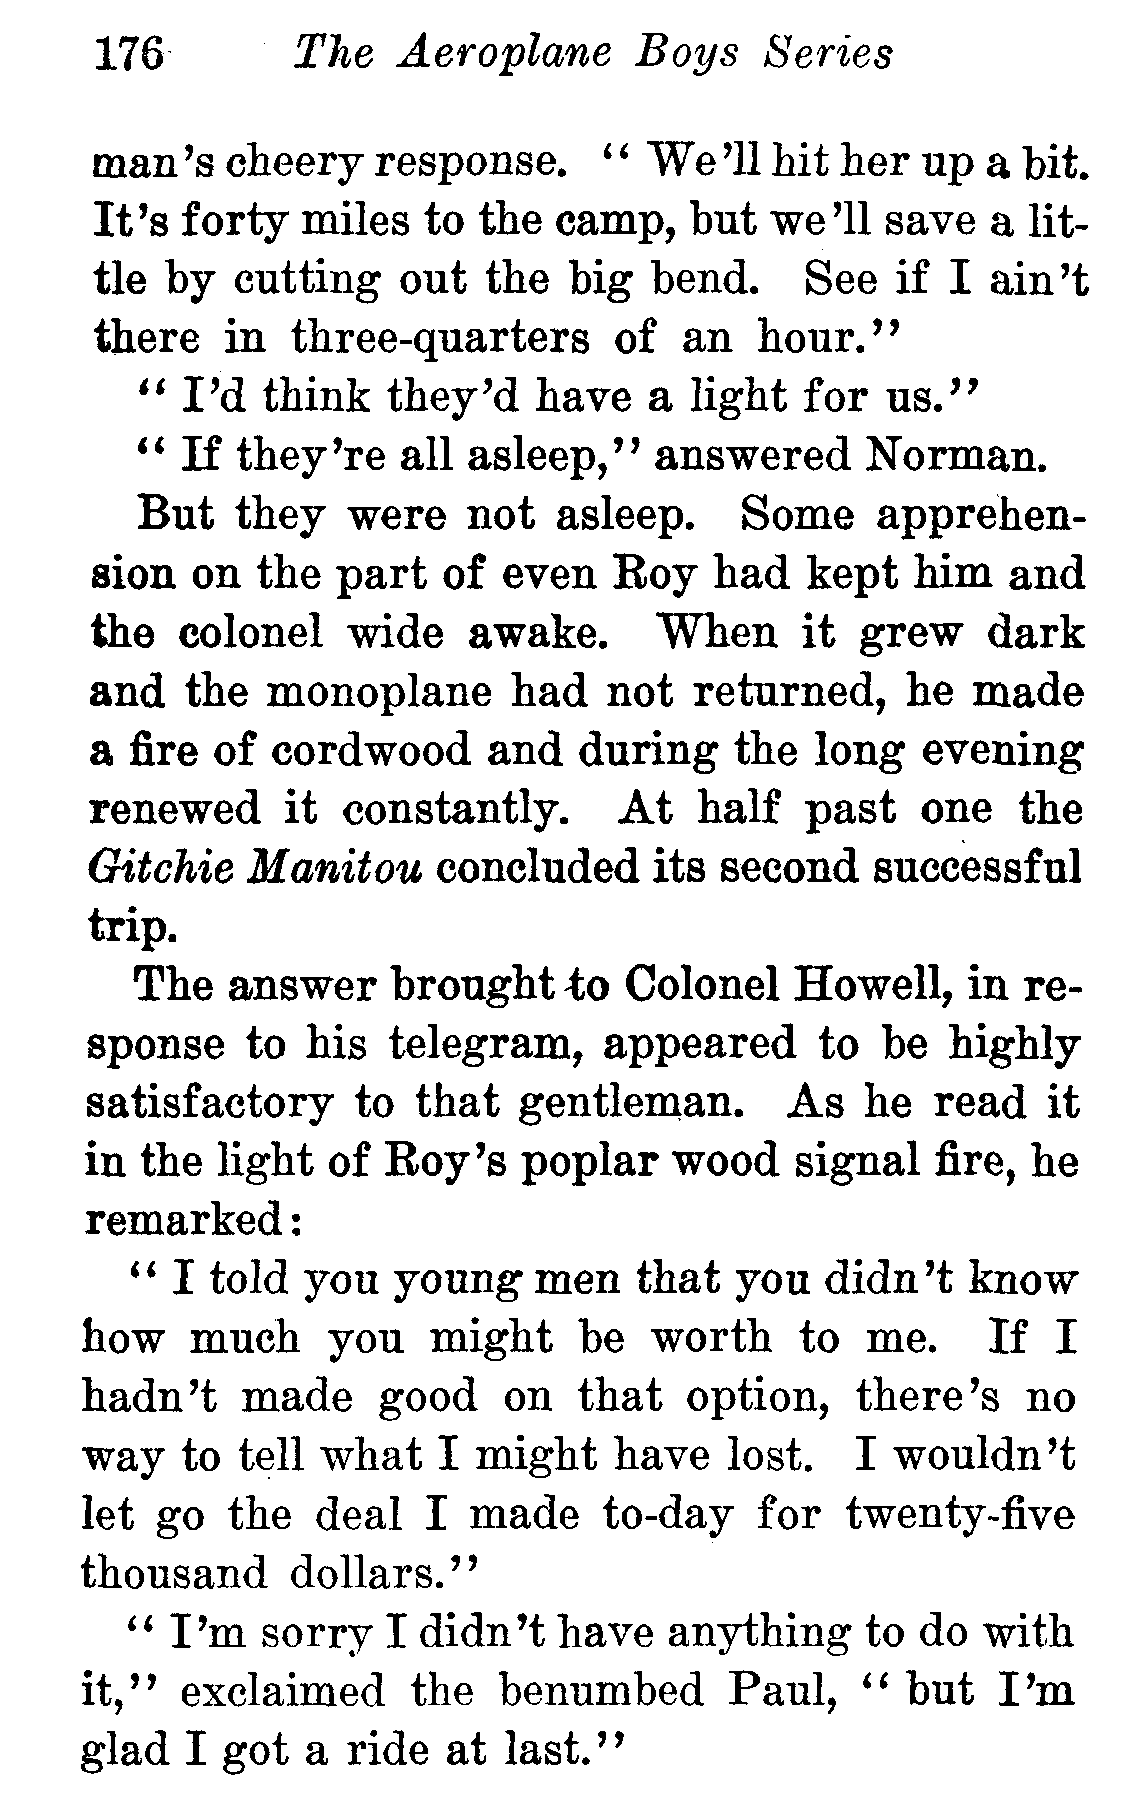 176 The Aeroplane Boys Series
man's cheery response. "We'll hit her up a bit.
It's forty miles to the camp, but we'll save a lit-
tle by cutting out the big bend. See if I ain't
there in three-quarters of an hour."
"I'd think they'd have a light for us."
"If they're all asleep," answered Norman.
But they were not asleep. Some apprehen-
sion on the part of even Roy had kept him and
the colonel wide awake. When it grew dark
and the monoplane had not returned, he made
a fire of cordwood and during the long evening
renewed it constantly. At half past one the
Gitchie Manitou concluded its second successful
trip.
The answer brought to Colonel Howell, in re-
sponse to his telegram, appeared to be highly
satisfactory to that gentleman. As he read it
in the light of Roy's poplar wood signal fire, he
remarked:
"I told you young men that you didn't know
how much you might be worth to me. If I
hadn't made good on that option, there's no
way to tell what I might have lost. I wouldn't
let go the deal I made to-day for twenty-five
thousand dollars."
"I'm sorry I didn't have anything to do with
it," exclaimed the benumbed Paul, "but I'm
glad I got a ride at last."